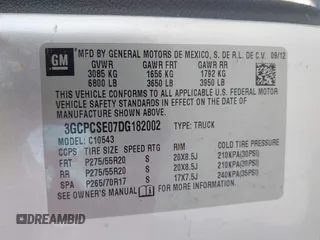 GM
MFD BY GENERAL MOTORS DE MEXICO, S. DE R.L. DE C.V. 09/12
GVWR GAWR FRT GAWR RR
3085 KG 1656 KG 1792 KG
6800 LB 3650 LB 3950 LB
THIS VEHICLE CONFORMS TO ALL APPLICABLE U.S. FEDERAL MOTOR
VEHICLE SAFETY STANDARDS IN EFFECT ON THE DATE OF
MANUFACTURE SHOWN ABOVE.
3GCPCSE07DG182002 TYPE: TRUCK
MODEL: C10543
CCPS TIRE SIZE SPEED RTG RIM COLD TIRE PRESSURE
FRT P275/55R20 S 20X8.5J 210KPA(30PSI)
RR P275/55R20 S 20X8.5J 210KPA(30PSI)
SPA P265/70R17 S 17X7.5J 240KPA(35PSI)
SEE OWNER'S MANUAL FOR ADDITIONAL INFORMATION
DREAMBID